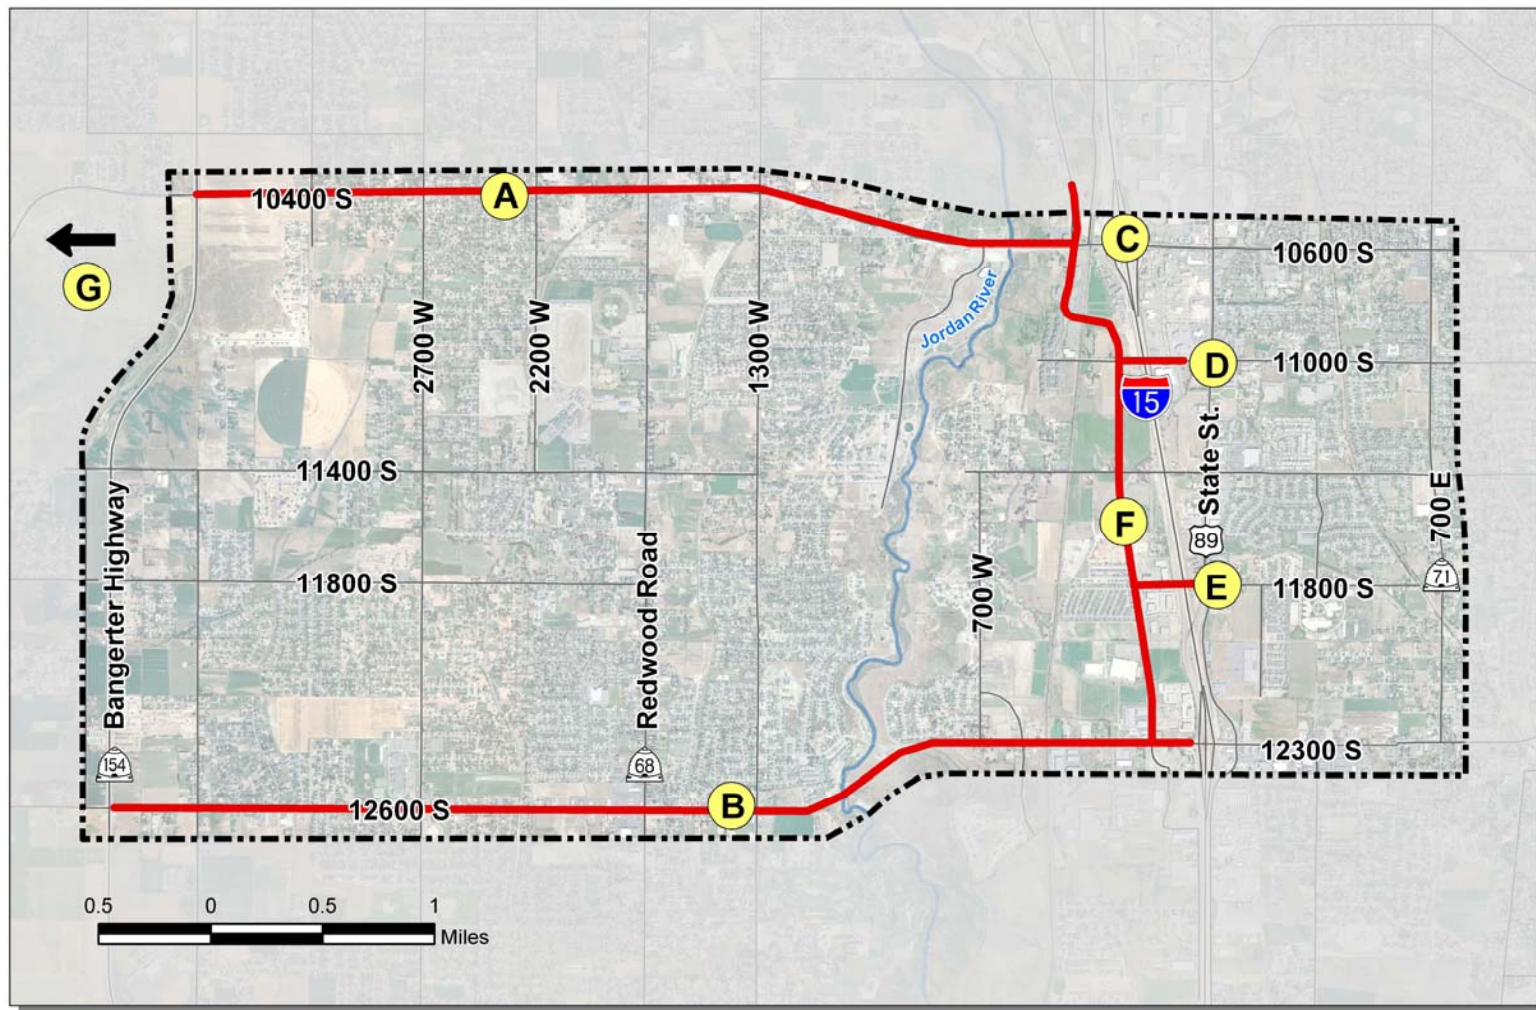 10400 S
A
C
10600 S
G
Jordan River
2700 W
2200 W
1300 W
D
11000 S
15
State St.
11400 S
Bangerter Highway
700 E
F
89
Redwood Road
11800 S
700 W
E
11800 S
71
154
68
12300 S
12600 S
B
0.5 0 0.5 1
Miles